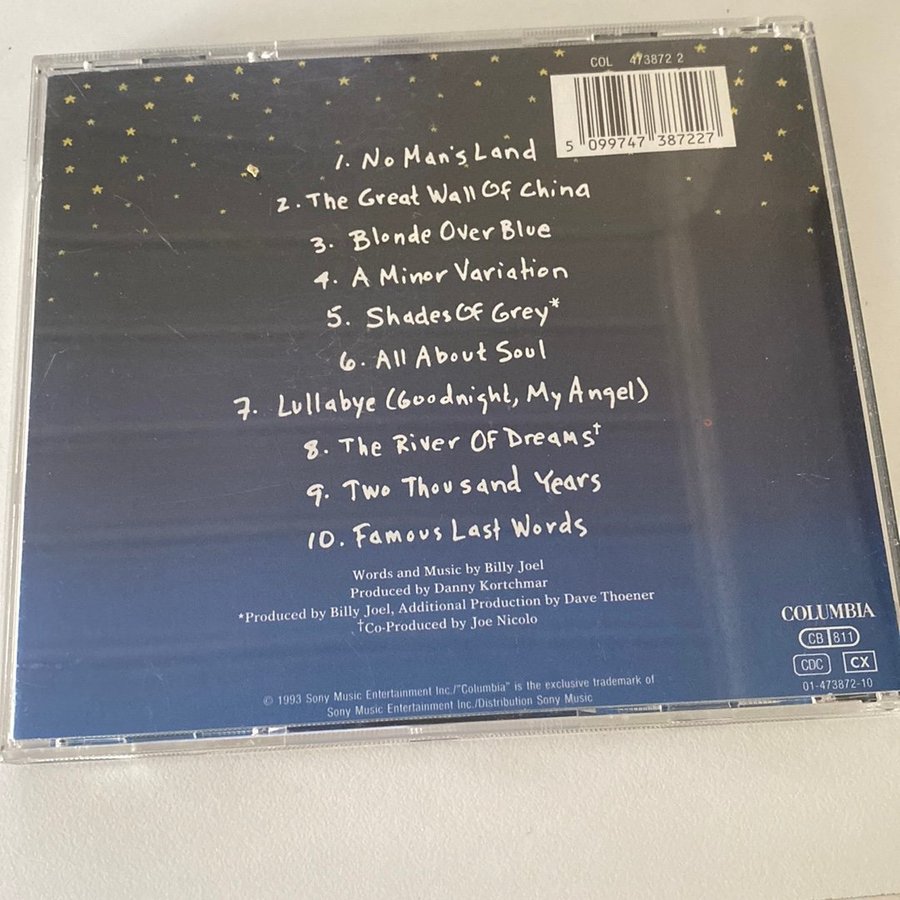 COL 473872 2
5 099747 387227
1. No Man's Land
2. The Great Wall Of China
3. Blonde Over Blue
4. A Minor Variation
5. Shades Of Grey*
6. All About Soul
7. Lullabye (Goodnight, My Angel)
8. The River Of Dreams†
9. Two Thousand Years
10. Famous Last Words
Words and Music by Billy Joel
Produced by Danny Kortchmar
*Produced by Billy Joel, Additional Production by Dave Thoener
†Co-Produced by Joe Nicolo
COLUMBIA
CB 811
CDC CX
01-473872-10
© 1993 Sony Music Entertainment Inc./"Columbia" is the exclusive trademark of
Sony Music Entertainment Inc./Distribution Sony Music